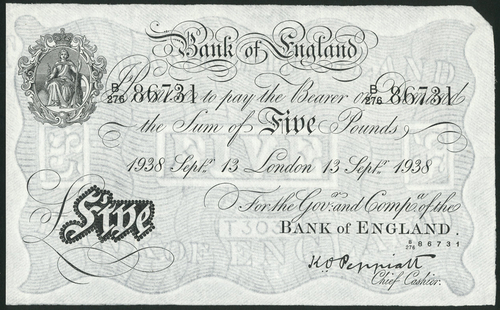 Bank of England
B/276 86731 to pay the Bearer on Demand B/276 86731
the Sum of Five Pounds
1938 Septr. 13 London 13 Septr. 1938
For the Govr. and Compa. of the
BANK OF ENGLAND.
B/276 86731
£ Five
K.O. Peppiatt
Chief Cashier.